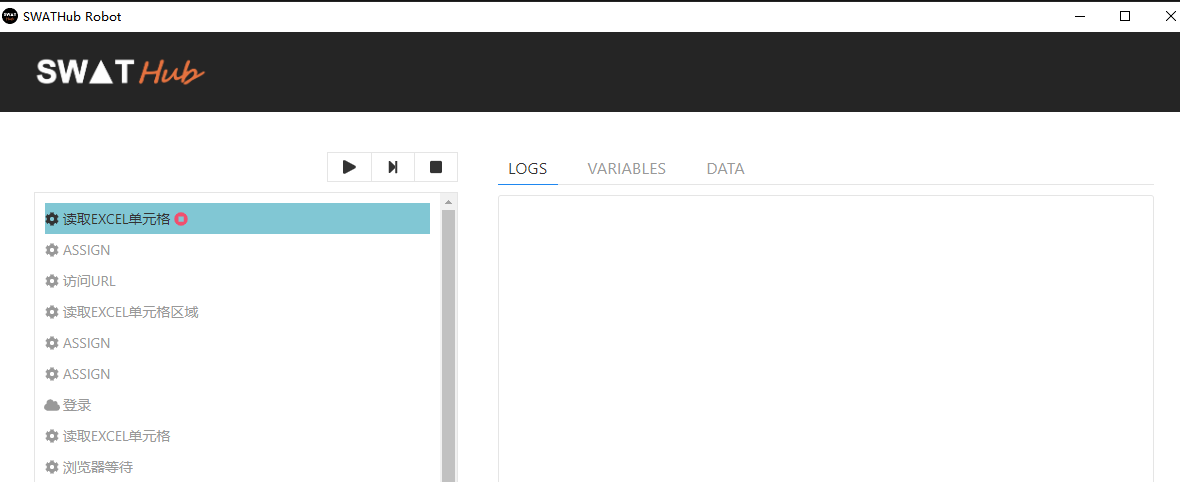 SWATHub Robot
SWAT Hub
LOGS VARIABLES DATA
读取EXCEL单元格
ASSIGN
访问URL
读取EXCEL单元格区域
ASSIGN
ASSIGN
登录
读取EXCEL单元格
浏览器等待